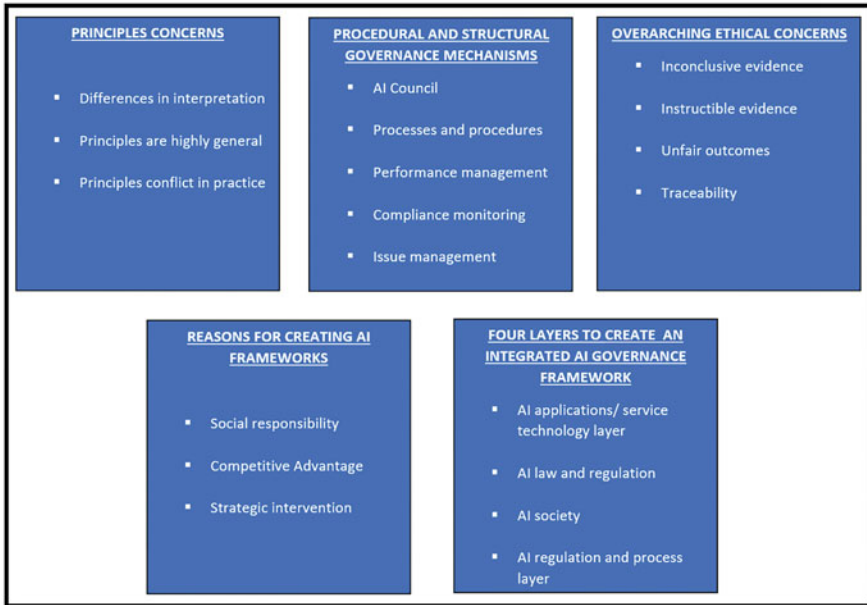 PRINCIPLES CONCERNS
▪ Differences in interpretation
▪ Principles are highly general
▪ Principles conflict in practice
PROCEDURAL AND STRUCTURAL
GOVERNANCE MECHANISMS
▪ AI Council
▪ Processes and procedures
▪ Performance management
▪ Compliance monitoring
▪ Issue management
OVERARCHING ETHICAL CONCERNS
▪ Inconclusive evidence
▪ Instructible evidence
▪ Unfair outcomes
▪ Traceability
REASONS FOR CREATING AI
FRAMEWORKS
▪ Social responsibility
▪ Competitive Advantage
▪ Strategic intervention
FOUR LAYERS TO CREATE AN
INTEGRATED AI GOVERNANCE
FRAMEWORK
▪ AI applications/ service
technology layer
▪ AI law and regulation
▪ AI society
▪ AI regulation and process
layer